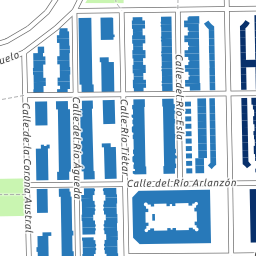 uelo
Calle de la Corona Austral
Calle del Río Águeda
Calle Río Tiétar
Calle del Río Esla
Calle del Río Arlanzón